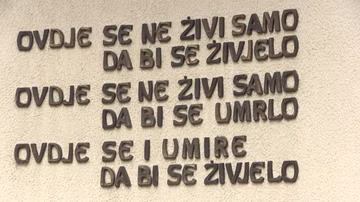 OVDJE SE NE ŽIVI SAMO
DA BI SE ŽIVJELO
OVDJE SE NE ŽIVI SAMO
DA BI SE UMRLO
OVDJE SE I UMIRE
DA BI SE ŽIVJELO